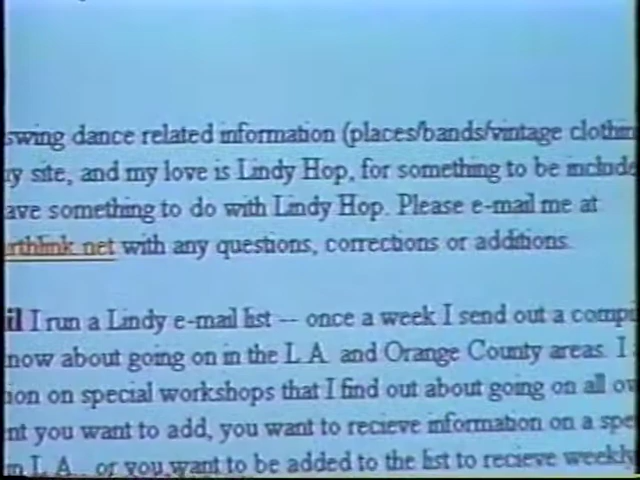 swing dance related information (places/bands/vintage clothin
y site, and my love is Lindy Hop, for something to be include
ave something to do with Lindy Hop. Please e-mail me at
rthlink.net with any questions, corrections or additions.
il I run a Lindy e-mail list -- once a week I send out a compi
now about going on in the L.A. and Orange County areas. I
ion on special workshops that I find out about going on all ov
nt you want to add, you want to recieve information on a spe
in L.A., or you want to be added to the list to recieve weekly